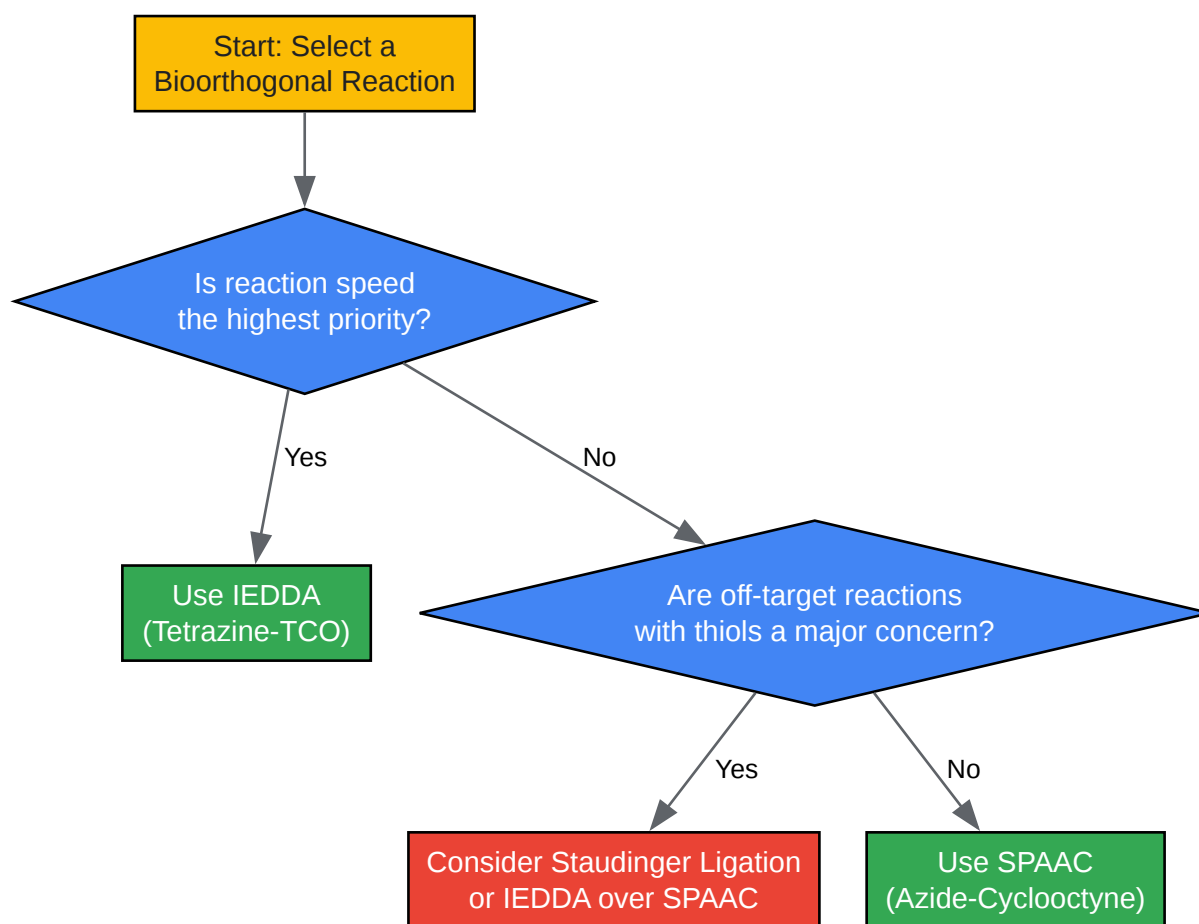 Start: Select a
Bioorthogonal Reaction
Is reaction speed
the highest priority?
Yes
No
Use IEDDA
(Tetrazine-TCO)
Are off-target reactions
with thiols a major concern?
Yes
No
Consider Staudinger Ligation
or IEDDA over SPAAC
Use SPAAC
(Azide-Cyclooctyne)